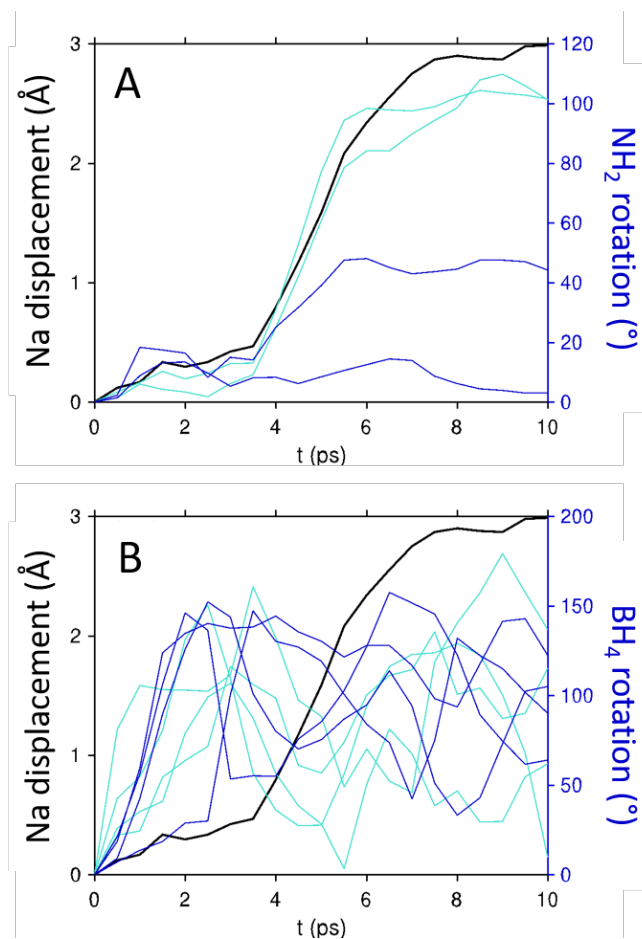 A
Na displacement (Å)
3
2
1
0
120
100
80
60
40
20
0
NH₂ rotation (°)
0 2 4 6 8 10
t (ps)
B
Na displacement (Å)
3
2
1
0
200
150
100
50
0
BH₄ rotation (°)
0 2 4 6 8 10
t (ps)